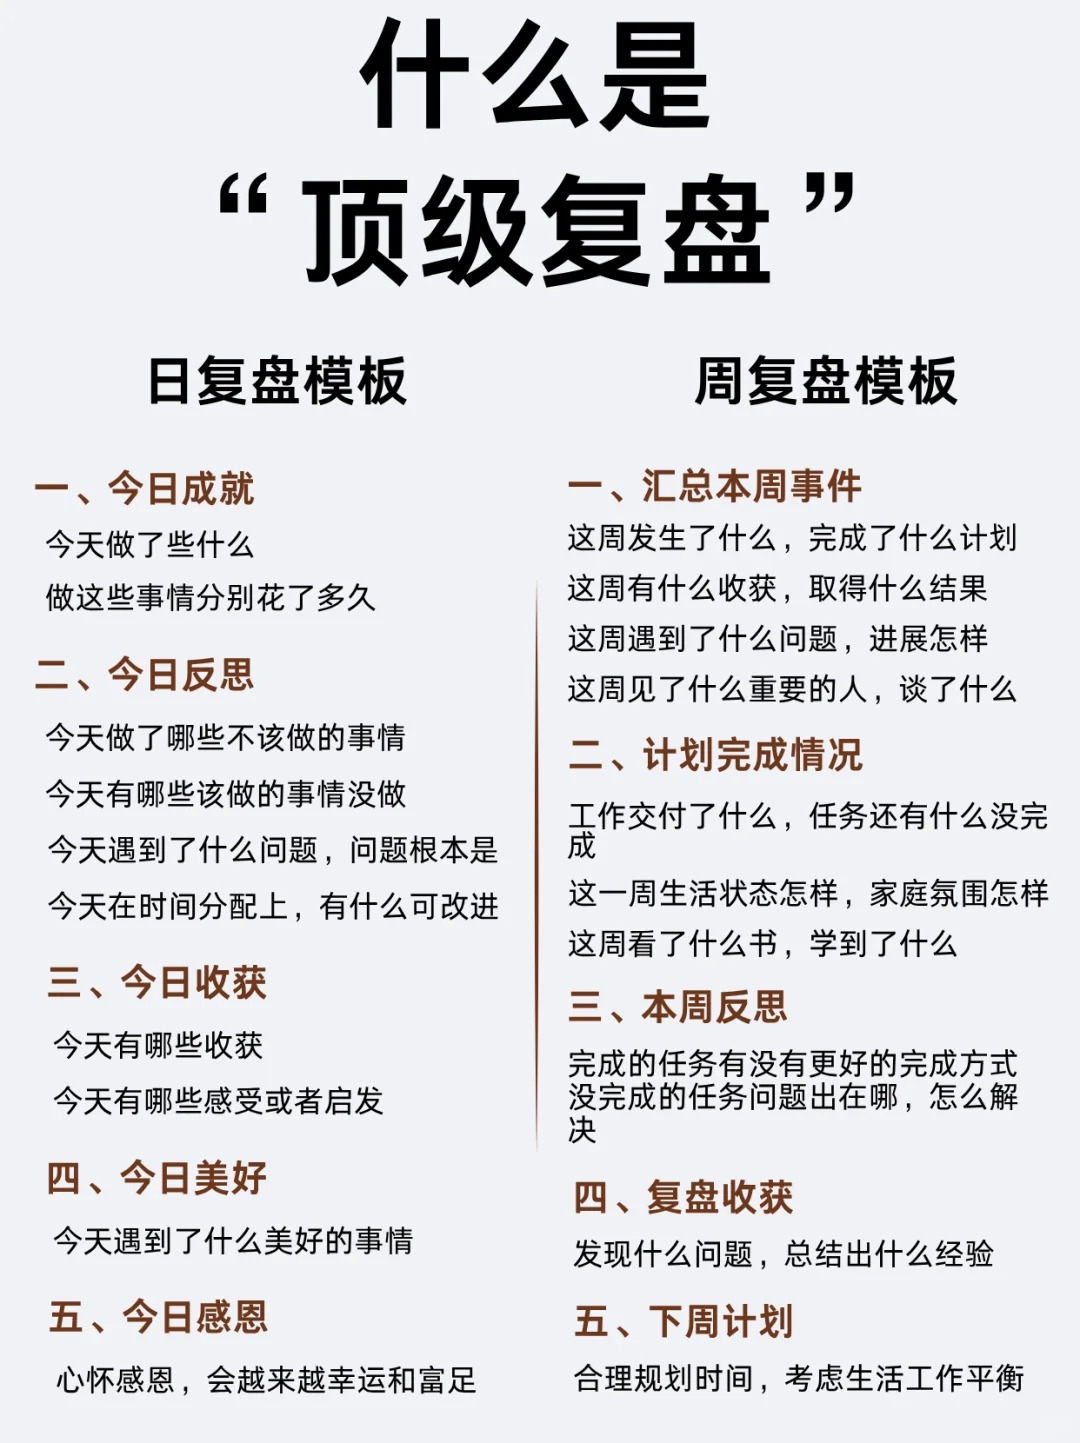 什么是
“顶级复盘”
日复盘模板
一、今日成就
今天做了些什么
做这些事情分别花了多久
二、今日反思
今天做了哪些不该做的事情
今天有哪些该做的事情没做
今天遇到了什么问题，问题根本是
今天在时间分配上，有什么可改进
三、今日收获
今天有哪些收获
今天有哪些感受或者启发
四、今日美好
今天遇到了什么美好的事情
五、今日感恩
心怀感恩，会越来越幸运和富足
周复盘模板
一、汇总本周事件
这周发生了什么，完成了什么计划
这周有什么收获，取得什么结果
这周遇到了什么问题，进展怎样
这周见了什么重要的人，谈了什么
二、计划完成情况
工作交付了什么，任务还有什么没完
成
这一周生活状态怎样，家庭氛围怎样
这周看了什么书，学到了什么
三、本周反思
完成的任务有没有更好的完成方式
没完成的任务问题出在哪，怎么解
决
四、复盘收获
发现什么问题，总结出什么经验
五、下周计划
合理规划时间，考虑生活工作平衡